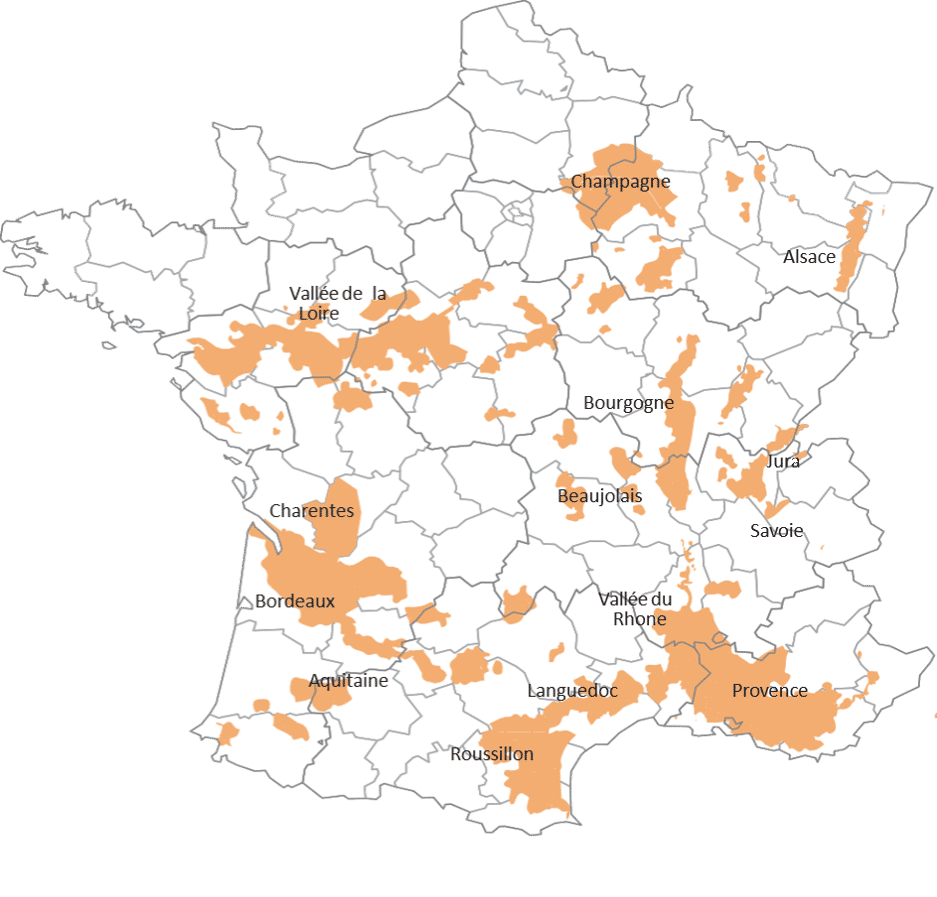 Champagne
Alsace
Vallée de la
Loire
Bourgogne
Jura
Beaujolais
Charentes
Savoie
Bordeaux
Vallée du
Rhone
Aquitaine
Languedoc
Provence
Roussillon